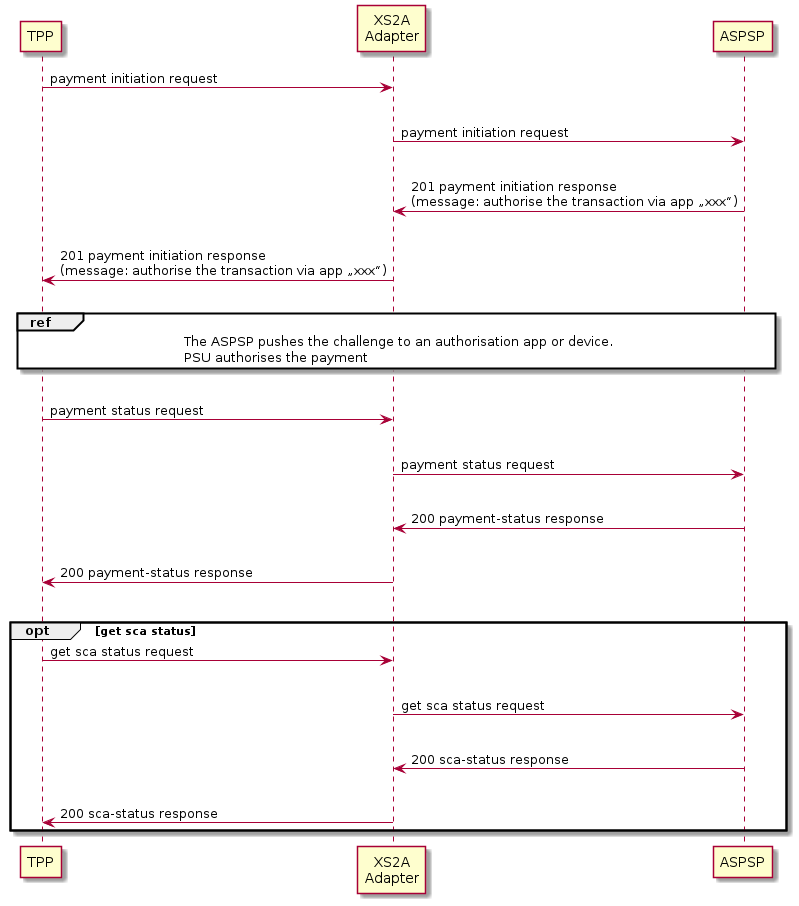 TPP
XS2A
Adapter
ASPSP
payment initiation request
payment initiation request
201 payment initiation response
(message: authorise the transaction via app „xxx“)
201 payment initiation response
(message: authorise the transaction via app „xxx“)
ref
The ASPSP pushes the challenge to an authorisation app or device.
PSU authorises the payment
payment status request
payment status request
200 payment-status response
200 payment-status response
opt [get sca status]
get sca status request
get sca status request
200 sca-status response
200 sca-status response
TPP
XS2A
Adapter
ASPSP